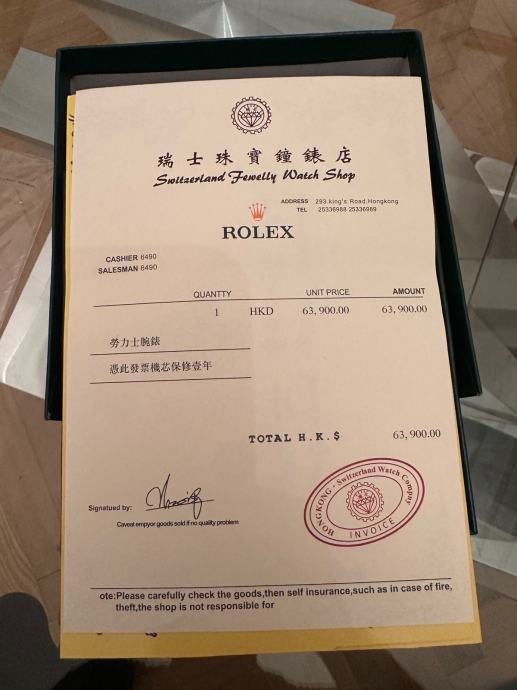 瑞士珠寶鐘錶店
Switzerland Fewelly Watch Shop
ADDRESS 293.king's Road.Hongkong
TEL 25336988 25336989
ROLEX
CASHIER 6490
SALESMAN 6490
QUANTTY UNIT PRICE AMOUNT
1 HKD 63,900.00 63,900.00
勞力士腕錶
憑此發票機芯保修壹年
TOTAL H.K.$ 63,900.00
HONGKONG · Switzerland Watch Company
INVOICE
Signatued by:
Caveat empyor goods sold if no quality problem
ote:Please carefully check the goods,then self insurance,such as in case of fire,
theft,the shop is not responsible for